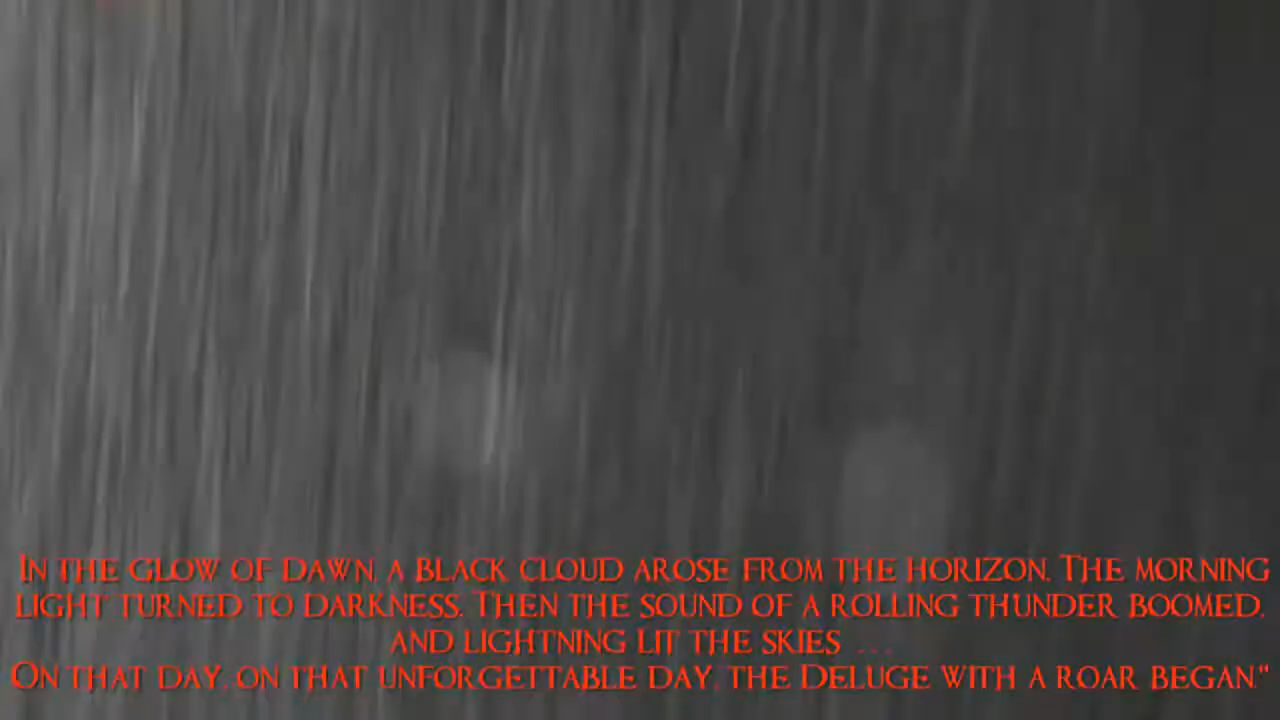 IN THE GLOW OF DAWN, A BLACK CLOUD AROSE FROM THE HORIZON. THE MORNING
LIGHT TURNED TO DARKNESS. THEN THE SOUND OF A ROLLING THUNDER BOOMED,
AND LIGHTNING LIT THE SKIES ...
ON THAT DAY, ON THAT UNFORGETTABLE DAY, THE DELUGE WITH A ROAR BEGAN."